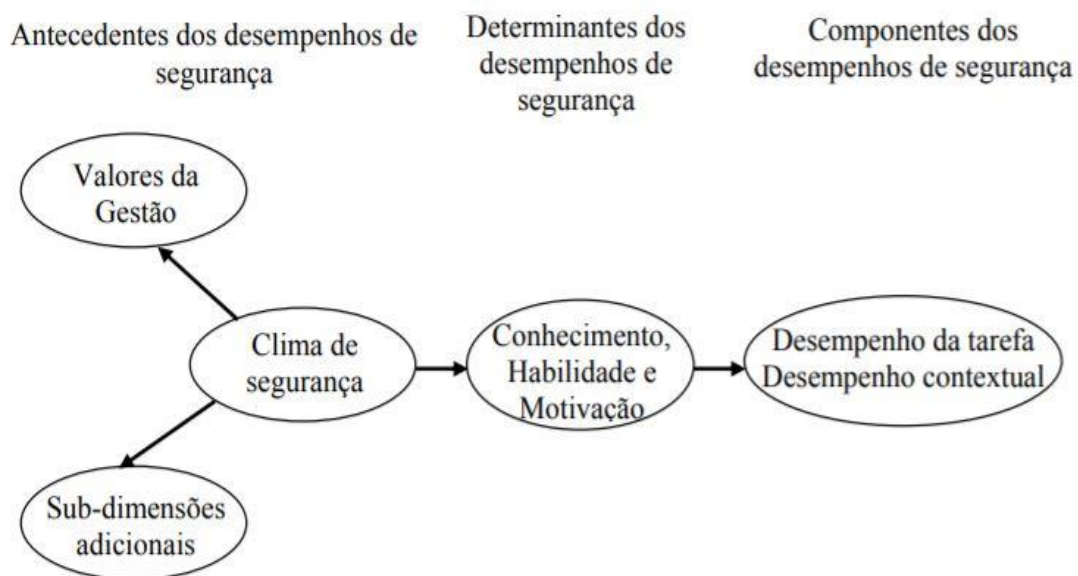 Antecedentes dos desempenhos de
segurança
Determinantes dos
desempenhos de
segurança
Componentes dos
desempenhos de segurança
Valores da
Gestão
Clima de
segurança
Conhecimento,
Habilidade e
Motivação
Desempenho da tarefa
Desempenho contextual
Sub-dimensões
adicionais